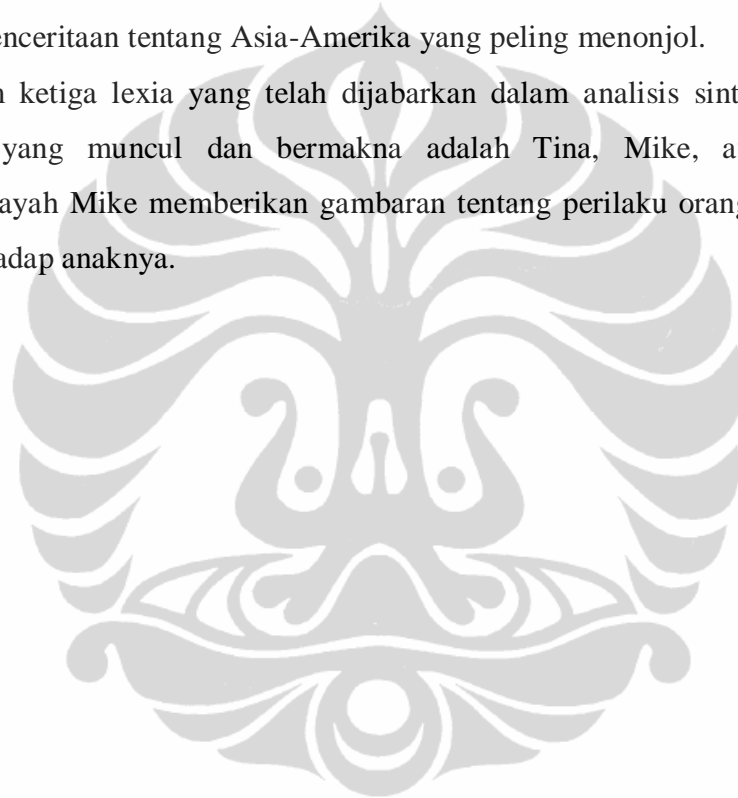 enceritaan tentang Asia-Amerika yang peling menonjol.
ketiga lexia yang telah dijabarkan dalam analisis sint
yang muncul dan bermakna adalah Tina, Mike, a
ayah Mike memberikan gambaran tentang perilaku orang
adap anaknya.